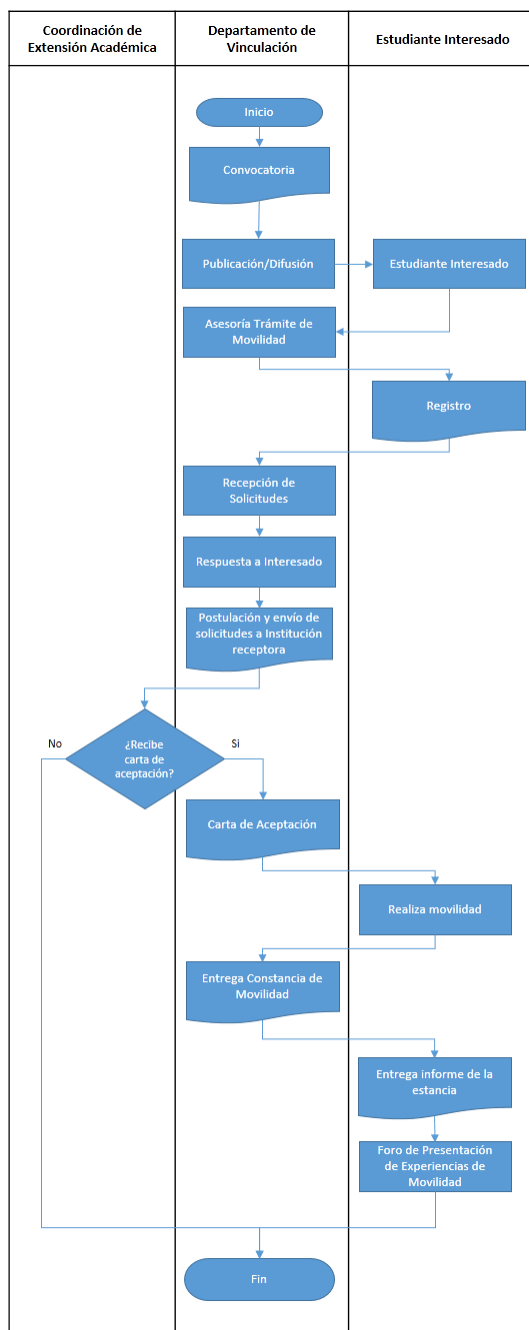 Coordinación de
Extensión Académica
Departamento de
Vinculación
Estudiante Interesado
Inicio
Convocatoria
Publicación/Difusión
Estudiante Interesado
Asesoría Trámite de
Movilidad
Registro
Recepción de
Solicitudes
Respuesta a Interesado
Postulación y envío de
solicitudes a Institución
receptora
¿Recibe
carta de
aceptación?
No
Si
Carta de Aceptación
Realiza movilidad
Entrega Constancia de
Movilidad
Entrega informe de la
estancia
Foro de Presentación
de Experiencias de
Movilidad
Fin